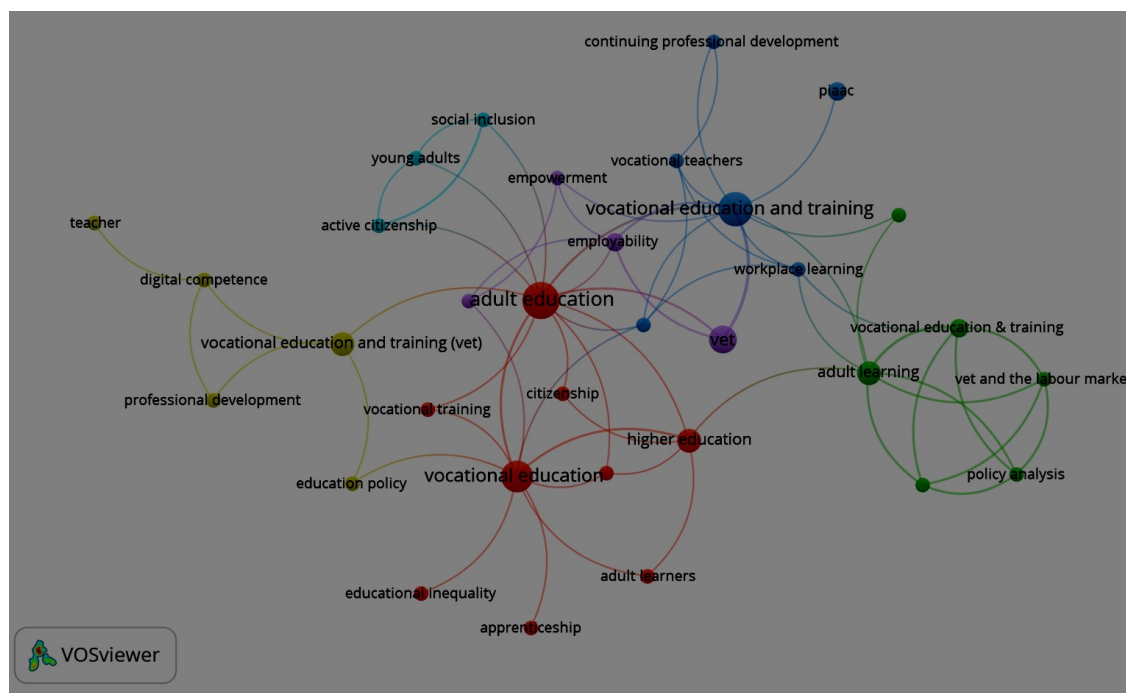 continuing professional development
piaac
social inclusion
young adults
vocational teachers
empowerment
vocational education and training
teacher
active citizenship
employability
digital competence
workplace learning
adult education
vocational education & training
vocational education and training (vet)
vet
adult learning
vet and the labour marke
citizenship
professional development
vocational training
higher education
vocational education
policy analysis
education policy
adult learners
educational inequality
apprenticeship
VOSviewer